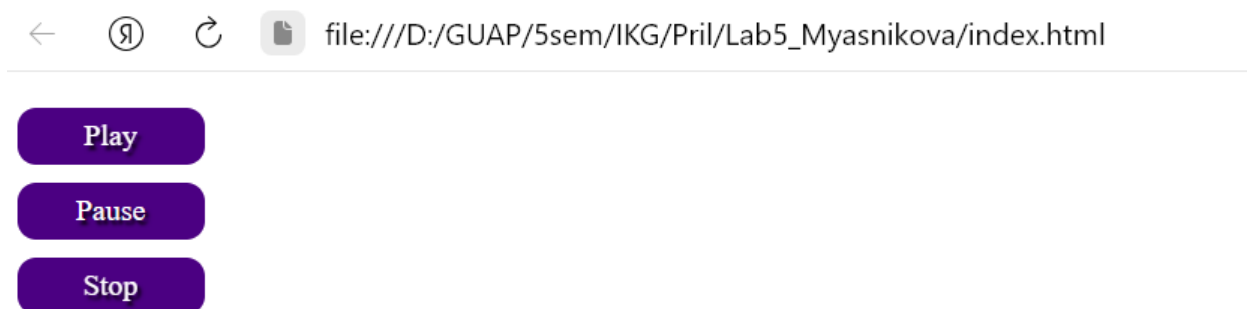 Я file:///D:/GUAP/5sem/IKG/Pril/Lab5_Myasnikova/index.html
Play
Pause
Stop